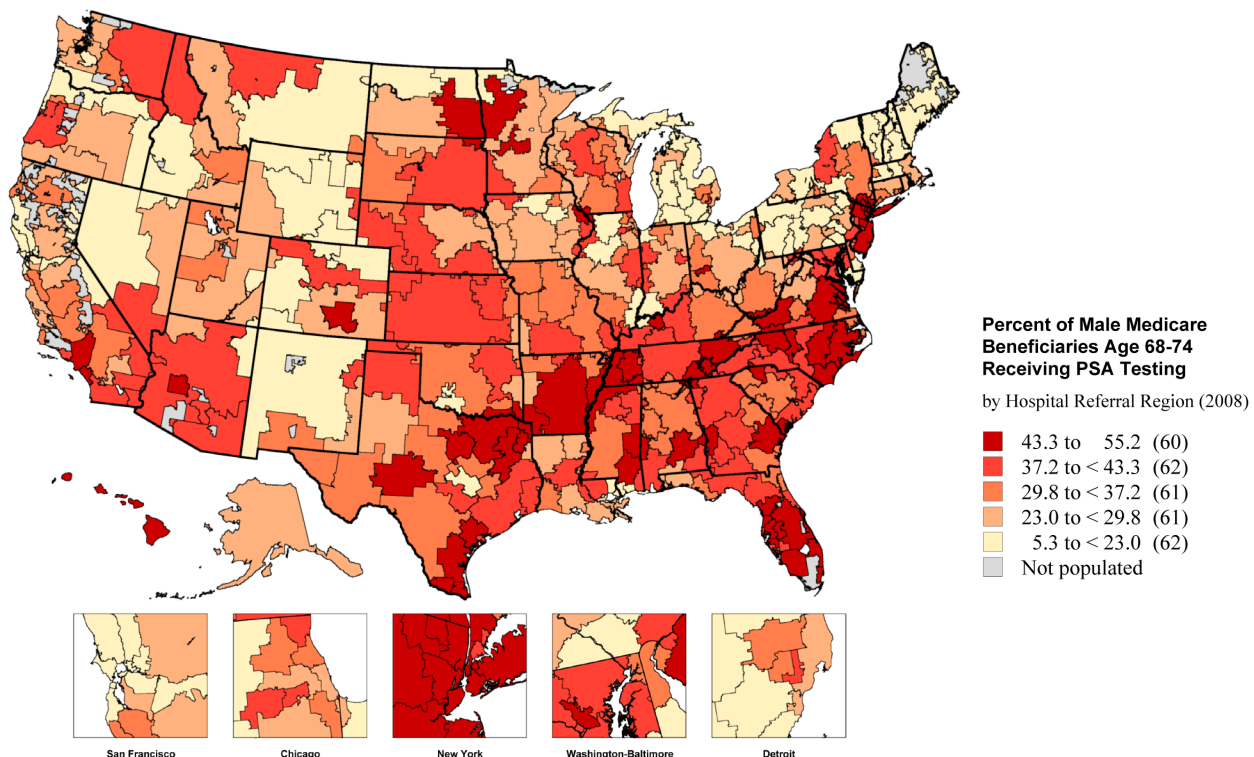 Percent of Male Medicare
Beneficiaries Age 68-74
Receiving PSA Testing
by Hospital Referral Region (2008)
43.3 to 55.2 (60)
37.2 to < 43.3 (62)
29.8 to < 37.2 (61)
23.0 to < 29.8 (61)
5.3 to < 23.0 (62)
Not populated
San Francisco
Chicago
New York
Washington-Baltimore
Detroit